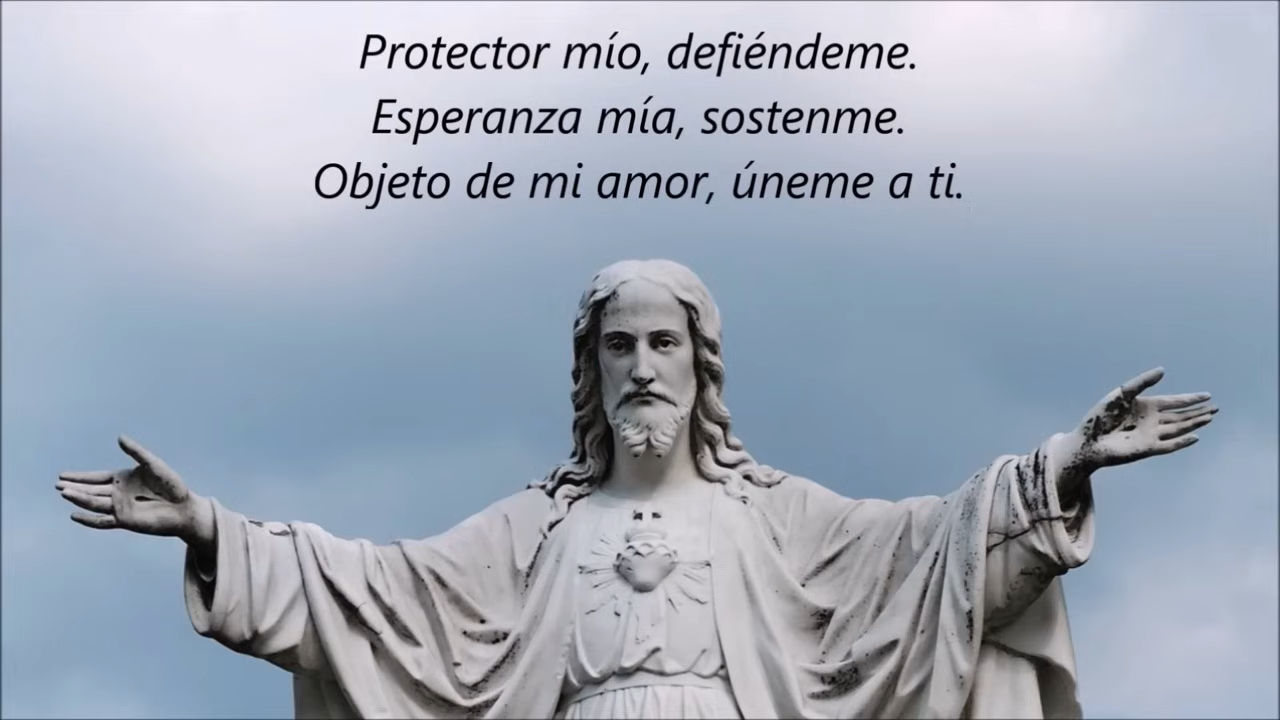 Protector mío, defiéndeme.
Esperanza mía, sostenme.
Objeto de mi amor, úneme a ti.